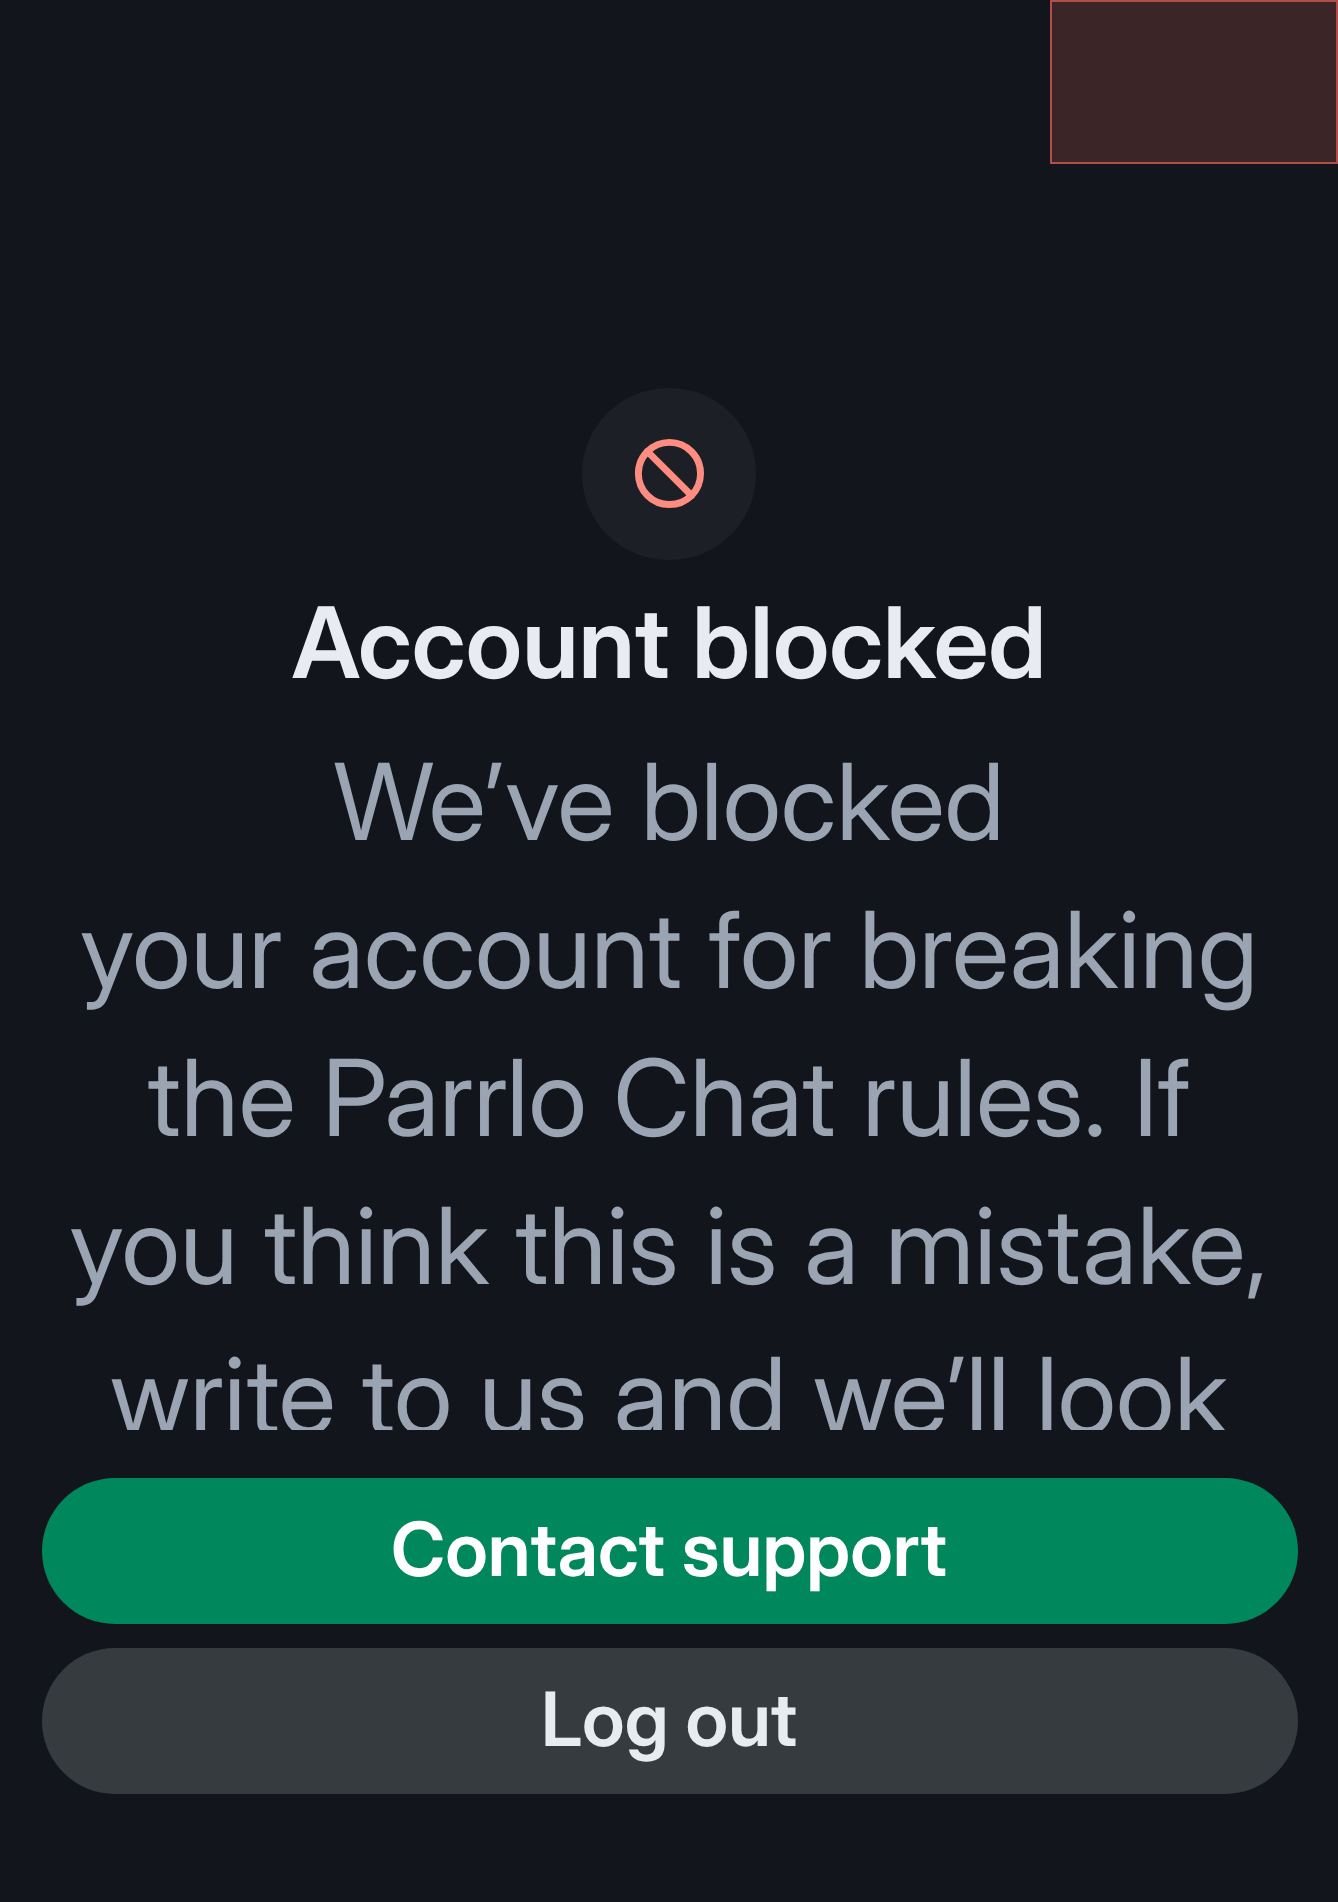 Account blocked
We’ve blocked
your account for breaking
the Parrlo Chat rules. If
you think this is a mistake,
write to us and we’ll look
Contact support
Log out